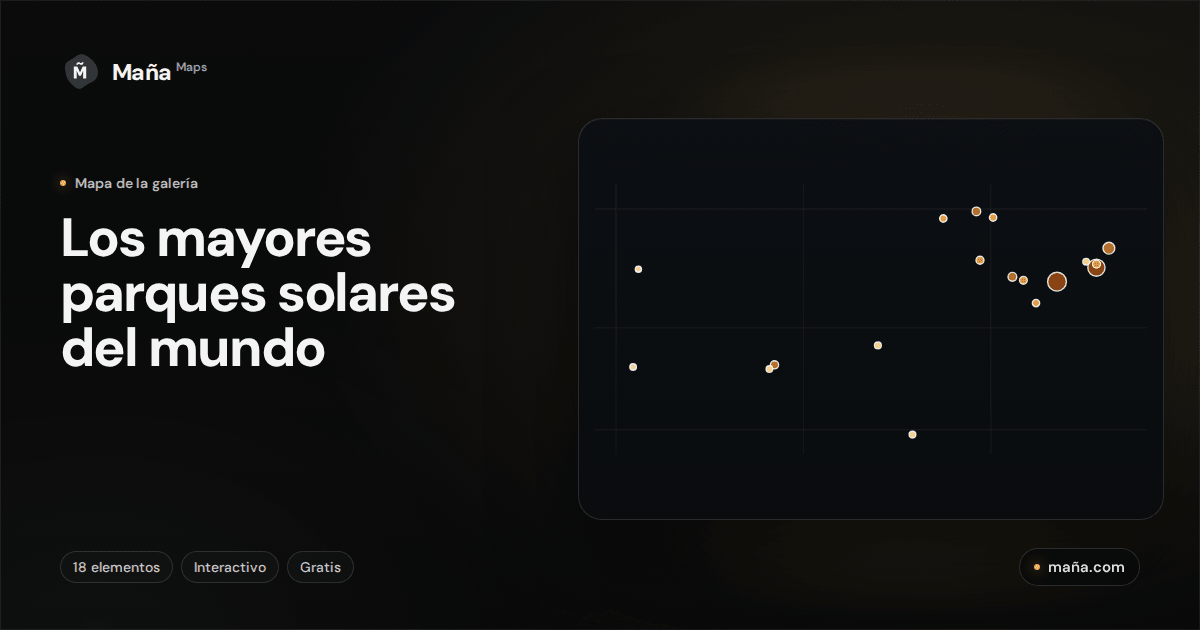 M̃
Maña Maps
Mapa de la galería
Los mayores
parques solares
del mundo
18 elementos
Interactivo
Gratis
maña.com